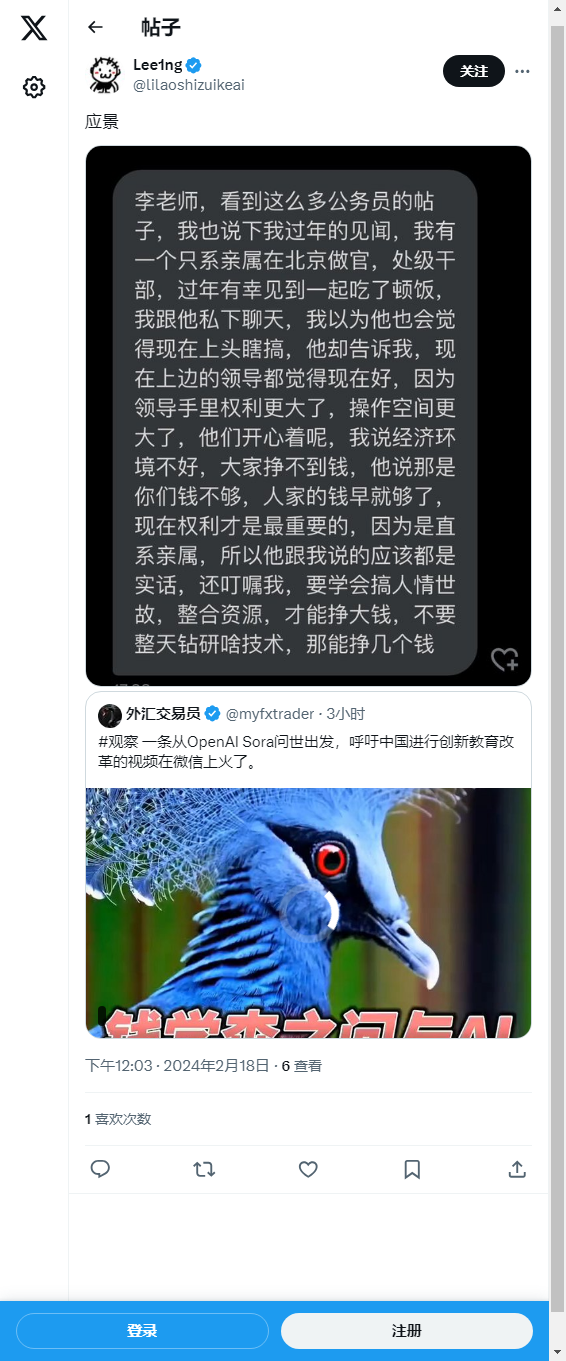 帖子
Lee1ng
@lilaoshizuikeai
关注
应景
李老师，看到这么多公务员的帖
子，我也说下我过年的见闻，我有
一个只系亲属在北京做官，处级干
部，过年有幸见到一起吃了顿饭，
我跟他私下聊天，我以为他也会觉
得现在上头瞎搞，他却告诉我，现
在上边的领导都觉得现在好，因为
领导手里权利更大了，操作空间更
大了，他们开心着呢，我说经济环
境不好，大家挣不到钱，他说那是
你们钱不够，人家的钱早就够了，
现在权利才是最重要的，因为是直
系亲属，所以他跟我说的应该都是
实话，还叮嘱我，要学会搞人情世
故，整合资源，才能挣大钱，不要
整天钻研啥技术，那能挣几个钱
外汇交易员 @myfxtrader · 3小时
#观察 一条从OpenAI Sora问世出发，呼吁中国进行创新教育改
革的视频在微信上火了。
钱学森之问与AI
下午12:03 · 2024年2月18日 · 6 查看
1 喜欢次数
登录
注册